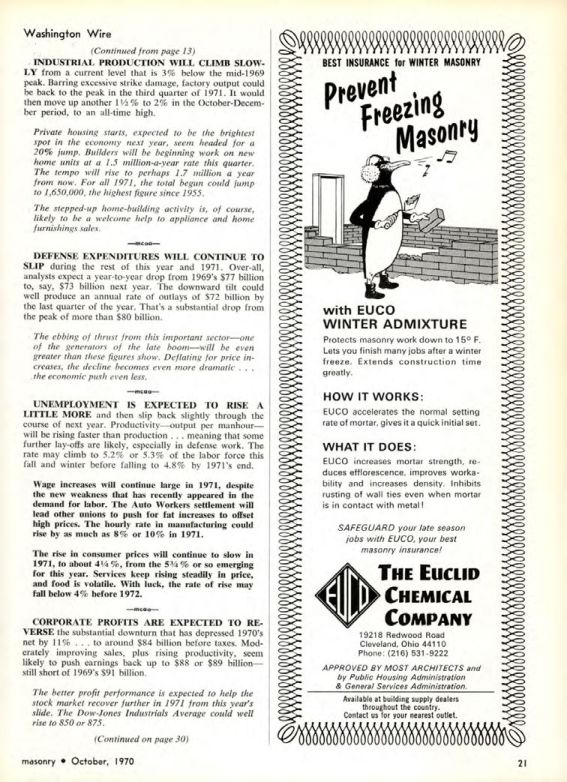 Washington Wire
(Continued from page 13)
INDUSTRIAL PRODUCTION WILL CLIMB SLOW-
LY from a current level that is 3% below the mid-1969
peak. Barring excessive strike damage, factory output could
be back to the peak in the third quarter of 1971. It would
then move up another 1½% to 2% in the October-Decem-
ber period, to an all-time high.
Private housing starts, expected to be the brightest
spot in the economy next year, seem headed for a
20% jump. Builders will be beginning work on new
home units at a 1.5 million-a-year rate this quarter.
The tempo will rise to perhaps 1.7 million a year
from now. For all 1971, the total begun could jump
to 1,650,000, the highest figure since 1955.
The stepped-up home-building activity is, of course,
likely to be a welcome help to appliance and home
furnishings sales.
—mcaa—
DEFENSE EXPENDITURES WILL CONTINUE TO
SLIP during the rest of this year and 1971. Over-all,
analysts expect a year-to-year drop from 1969's $77 billion
to, say, $73 billion next year. The downward tilt could
well produce an annual rate of outlays of $72 billion by
the last quarter of the year. That's a substantial drop from
the peak of more than $80 billion.
The ebbing of thrust from this important sector—one
of the generators of the late boom—will be even
greater than these figures show. Deflating for price in-
creases, the decline becomes even more dramatic . . .
the economic push even less.
—mcaa—
UNEMPLOYMENT IS EXPECTED TO RISE A
LITTLE MORE and then slip back slightly through the
course of next year. Productivity—output per manhour—
will be rising faster than production . . . meaning that some
further lay-offs are likely, especially in defense work. The
rate may climb to 5.2% or 5.3% of the labor force this
fall and winter before falling to 4.8% by 1971's end.
Wage increases will continue large in 1971, despite
the new weakness that has recently appeared in the
demand for labor. The Auto Workers settlement will
lead other unions to push for fat increases to offset
high prices. The hourly rate in manufacturing could
rise by as much as 8% or 10% in 1971.
The rise in consumer prices will continue to slow in
1971, to about 4¼%, from the 5¾% or so emerging
for this year. Services keep rising steadily in price,
and food is volatile. With luck, the rate of rise may
fall below 4% before 1972.
—mcaa—
CORPORATE PROFITS ARE EXPECTED TO RE-
VERSE the substantial downturn that has depressed 1970's
net by 11% . . . to around $84 billion before taxes. Mod-
erately improving sales, plus rising productivity, seem
likely to push earnings back up to $88 or $89 billion—
still short of 1969's $91 billion.
The better profit performance is expected to help the
stock market recover further in 1971 from this year's
slide. The Dow-Jones Industrials Average could well
rise to 850 or 875.
(Continued on page 30)
BEST INSURANCE for WINTER MASONRY
Prevent
Freezing
Masonry
with EUCO
WINTER ADMIXTURE
Protects masonry work down to 15° F.
Lets you finish many jobs after a winter
freeze. Extends construction time
greatly.
HOW IT WORKS:
EUCO accelerates the normal setting
rate of mortar, gives it a quick initial set.
WHAT IT DOES:
EUCO increases mortar strength, re-
duces efflorescence, improves worka-
bility and increases density. Inhibits
rusting of wall ties even when mortar
is in contact with metal!
SAFEGUARD your late season
jobs with EUCO, your best
masonry insurance!
EUCO
THE EUCLID
CHEMICAL
COMPANY
19218 Redwood Road
Cleveland, Ohio 44110
Phone: (216) 531-9222
APPROVED BY MOST ARCHITECTS and
by Public Housing Administration
& General Services Administration.
Available at building supply dealers
throughout the country.
Contact us for your nearest outlet.
masonry • October, 1970
21